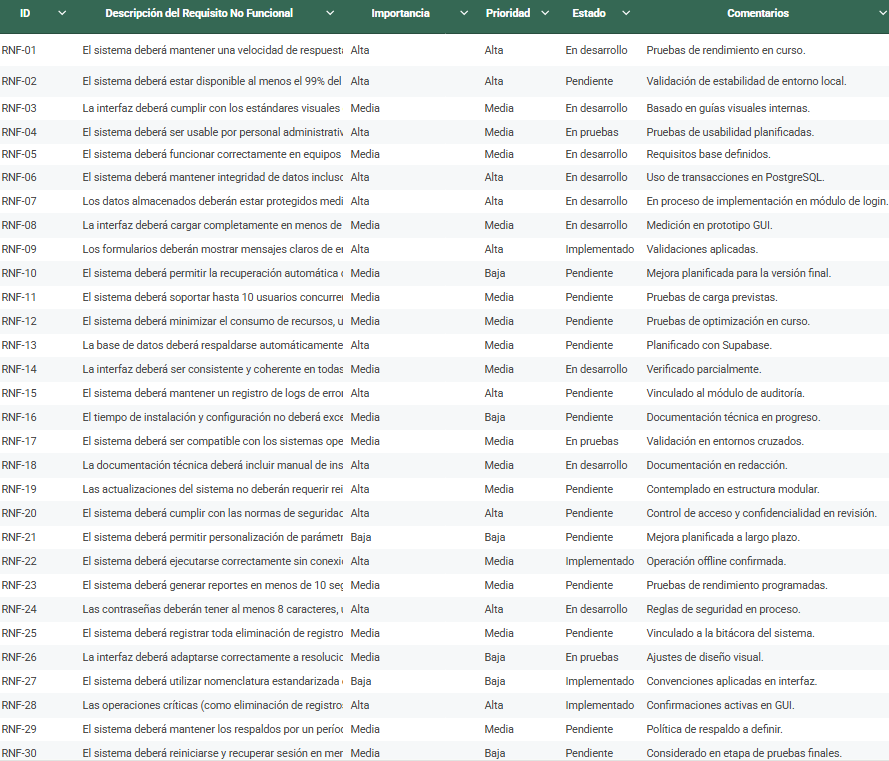 ID Descripción del Requisito No Funcional Importancia Prioridad Estado Comentarios
RNF-01 El sistema deberá mantener una velocidad de respuest Alta Alta En desarrollo Pruebas de rendimiento en curso.
RNF-02 El sistema deberá estar disponible al menos el 99% del Alta Alta Pendiente Validación de estabilidad de entorno local.
RNF-03 La interfaz deberá cumplir con los estándares visuales Media Media En desarrollo Basado en guías visuales internas.
RNF-04 El sistema deberá ser usable por personal administrativ Alta Media En pruebas Pruebas de usabilidad planificadas.
RNF-05 El sistema deberá funcionar correctamente en equipos Media Media En desarrollo Requisitos base definidos.
RNF-06 El sistema deberá mantener integridad de datos inclus Alta Alta En desarrollo Uso de transacciones en PostgreSQL.
RNF-07 Los datos almacenados deberán estar protegidos medi Alta Alta En desarrollo En proceso de implementación en módulo de login.
RNF-08 La interfaz deberá cargar completamente en menos de Media Media En desarrollo Medición en prototipo GUI.
RNF-09 Los formularios deberán mostrar mensajes claros de er Alta Alta Implementado Validaciones aplicadas.
RNF-10 El sistema deberá permitir la recuperación automática Media Baja Pendiente Mejora planificada para la versión final.
RNF-11 El sistema deberá soportar hasta 10 usuarios concurre Media Media Pendiente Pruebas de carga previstas.
RNF-12 El sistema deberá minimizar el consumo de recursos, u Media Media Pendiente Pruebas de optimización en curso.
RNF-13 La base de datos deberá respaldarse automáticamente Alta Media Pendiente Planificado con Supabase.
RNF-14 La interfaz deberá ser consistente y coherente en todas Media Media En desarrollo Verificado parcialmente.
RNF-15 El sistema deberá mantener un registro de logs de error Alta Alta Pendiente Vinculado al módulo de auditoría.
RNF-16 El tiempo de instalación y configuración no deberá exce Media Baja Pendiente Documentación técnica en progreso.
RNF-17 El sistema deberá ser compatible con los sistemas ope Media Media En pruebas Validación en entornos cruzados.
RNF-18 La documentación técnica deberá incluir manual de ins Alta Media En desarrollo Documentación en redacción.
RNF-19 Las actualizaciones del sistema no deberán requerir rei Alta Media Pendiente Contemplado en estructura modular.
RNF-20 El sistema deberá cumplir con las normas de seguridad Alta Alta Pendiente Control de acceso y confidencialidad en revisión.
RNF-21 El sistema deberá permitir personalización de parámet Baja Baja Pendiente Mejora planificada a largo plazo.
RNF-22 El sistema deberá ejecutarse correctamente sin conexi Alta Media Implementado Operación offline confirmada.
RNF-23 El sistema deberá generar reportes en menos de 10 seg Media Media Pendiente Pruebas de rendimiento programadas.
RNF-24 Las contraseñas deberán tener al menos 8 caracteres, Alta Alta En desarrollo Reglas de seguridad en proceso.
RNF-25 El sistema deberá registrar toda eliminación de registro Media Media Pendiente Vinculado a la bitácora del sistema.
RNF-26 La interfaz deberá adaptarse correctamente a resoluci Media Baja En pruebas Ajustes de diseño visual.
RNF-27 El sistema deberá utilizar nomenclatura estandarizada Baja Baja Implementado Convenciones aplicadas en interfaz.
RNF-28 Las operaciones críticas (como eliminación de registro Alta Alta Implementado Confirmaciones activas en GUI.
RNF-29 El sistema deberá mantener los respaldos por un períod Media Media Pendiente Política de respaldo a definir.
RNF-30 El sistema deberá reiniciarse y recuperar sesión en mer Media Baja Pendiente Considerado en etapa de pruebas finales.